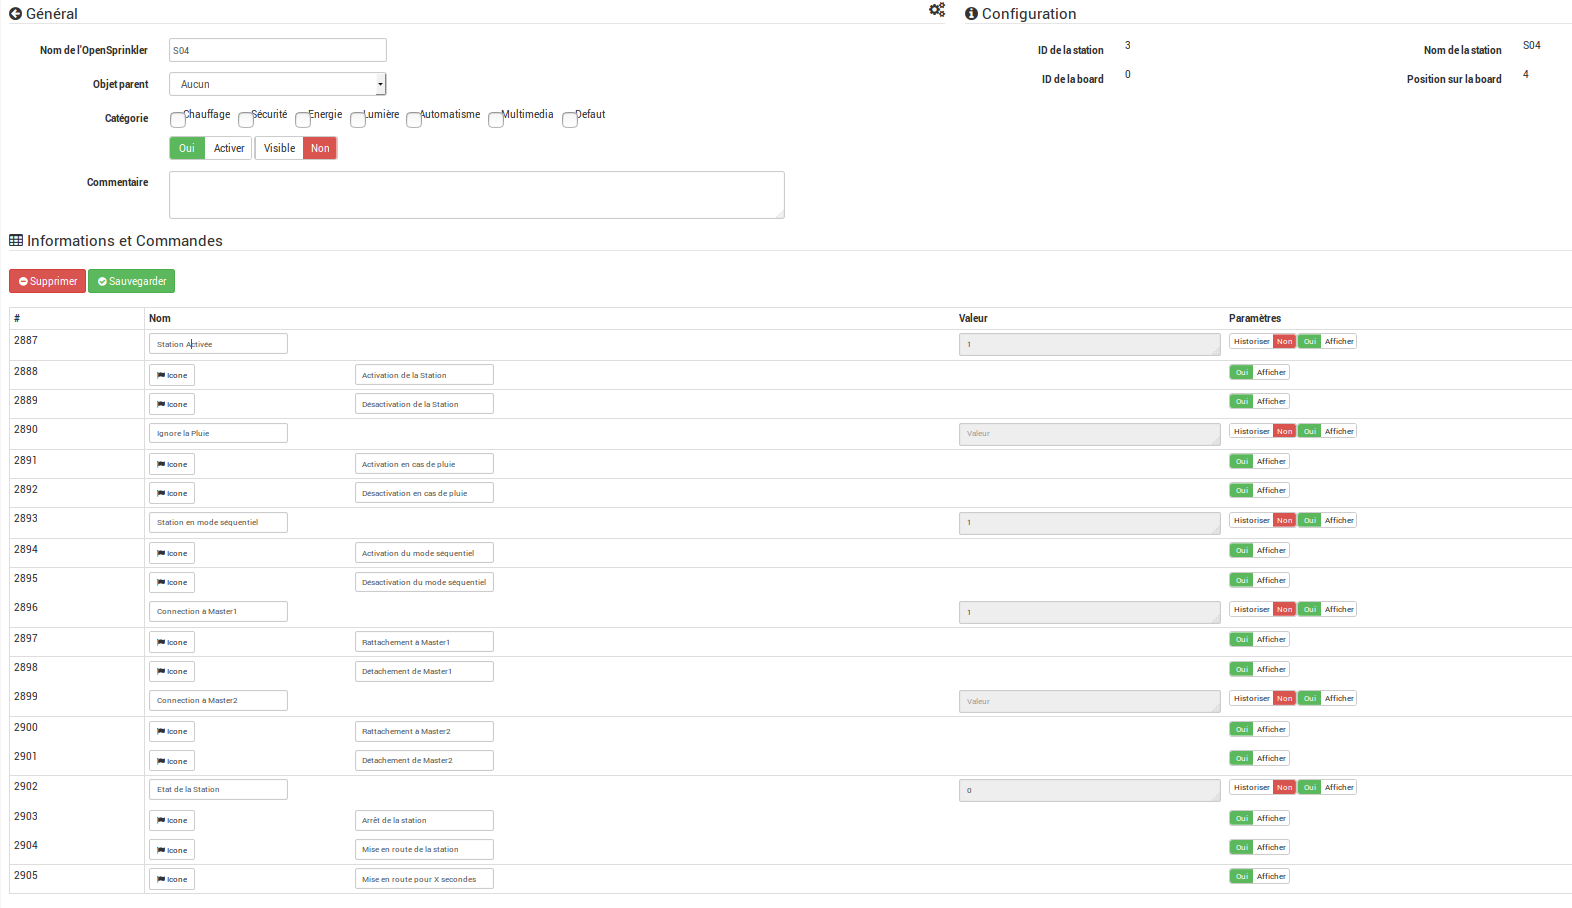 Général
Configuration
Nom de l'OpenSprinkler S04
ID de la station 3 Nom de la station S04
Objet parent Aucun
ID de la board 0 Position sur la board 4
Catégorie Chauffage Sécurité Energie Lumière Automatisme Multimedia Defaut
Oui Activer Visible Non
Commentaire
Informations et Commandes
Supprimer Sauvegarder
# Nom Valeur Paramètres
2887 Station Activée 1 Historiser Non Oui Afficher
2888 Icone Activation de la Station Oui Afficher
2889 Icone Désactivation de la Station Oui Afficher
2890 Ignore la Pluie Valeur Historiser Non Oui Afficher
2891 Icone Activation en cas de pluie Oui Afficher
2892 Icone Désactivation en cas de pluie Oui Afficher
2893 Station en mode séquentiel 1 Historiser Non Oui Afficher
2894 Icone Activation du mode séquentiel Oui Afficher
2895 Icone Désactivation du mode séquentiel Oui Afficher
2896 Connection à Master1 1 Historiser Non Oui Afficher
2897 Icone Rattachement à Master1 Oui Afficher
2898 Icone Détachement de Master1 Oui Afficher
2899 Connection à Master2 Valeur Historiser Non Oui Afficher
2900 Icone Rattachement à Master2 Oui Afficher
2901 Icone Détachement de Master2 Oui Afficher
2902 Etat de la Station 0 Historiser Non Oui Afficher
2903 Icone Arrêt de la station Oui Afficher
2904 Icone Mise en route de la station Oui Afficher
2905 Icone Mise en route pour X secondes Oui Afficher